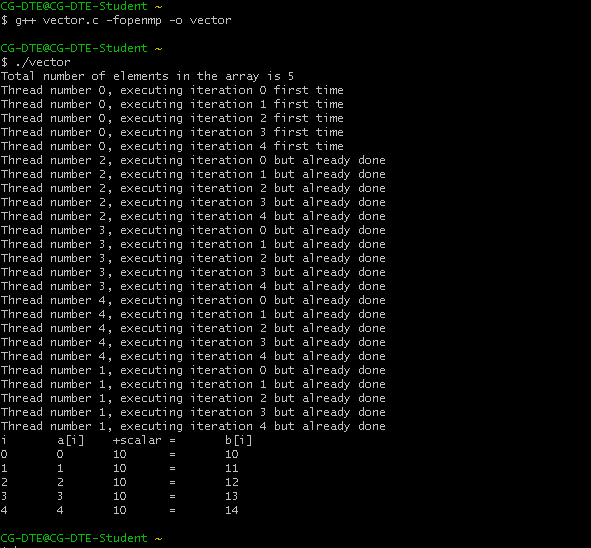 CG-DTE@CG-DTE-Student ~
$ g++ vector.c -fopenmp -o vector
CG-DTE@CG-DTE-Student ~
$ ./vector
Total number of elements in the array is 5
Thread number 0, executing iteration 0 first time
Thread number 0, executing iteration 1 first time
Thread number 0, executing iteration 2 first time
Thread number 0, executing iteration 3 first time
Thread number 0, executing iteration 4 first time
Thread number 2, executing iteration 0 but already done
Thread number 2, executing iteration 1 but already done
Thread number 2, executing iteration 2 but already done
Thread number 2, executing iteration 3 but already done
Thread number 2, executing iteration 4 but already done
Thread number 3, executing iteration 0 but already done
Thread number 3, executing iteration 1 but already done
Thread number 3, executing iteration 2 but already done
Thread number 3, executing iteration 3 but already done
Thread number 3, executing iteration 4 but already done
Thread number 4, executing iteration 0 but already done
Thread number 4, executing iteration 1 but already done
Thread number 4, executing iteration 2 but already done
Thread number 4, executing iteration 3 but already done
Thread number 4, executing iteration 4 but already done
Thread number 1, executing iteration 0 but already done
Thread number 1, executing iteration 1 but already done
Thread number 1, executing iteration 2 but already done
Thread number 1, executing iteration 3 but already done
Thread number 1, executing iteration 4 but already done
i a[i] +scalar = b[i]
0 0 10 = 10
1 1 10 = 11
2 2 10 = 12
3 3 10 = 13
4 4 10 = 14
CG-DTE@CG-DTE-Student ~